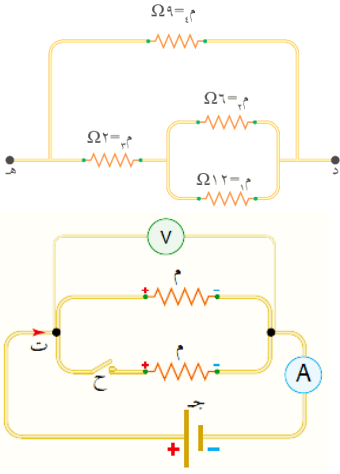 م٤=٩Ω
م٢=٦Ω
م٣=٢Ω
م١=١٢Ω
هـ
د
V
م
+
−
م
+
−
ت
ح
A
جـ
+
−